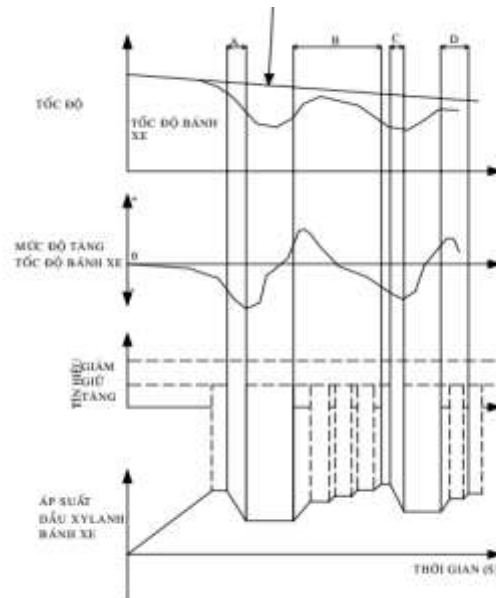 A
B
C
D
TỐC ĐỘ
TỐC ĐỘ BÁNH
XE
+
MỨC ĐỘ TĂNG
TỐC ĐỘ BÁNH XE
0
TÍN HIỆU
GIẢM
GIỮ
TĂNG
ÁP SUẤT
DẦU XYLANH
BÁNH XE
THỜI GIAN (S)